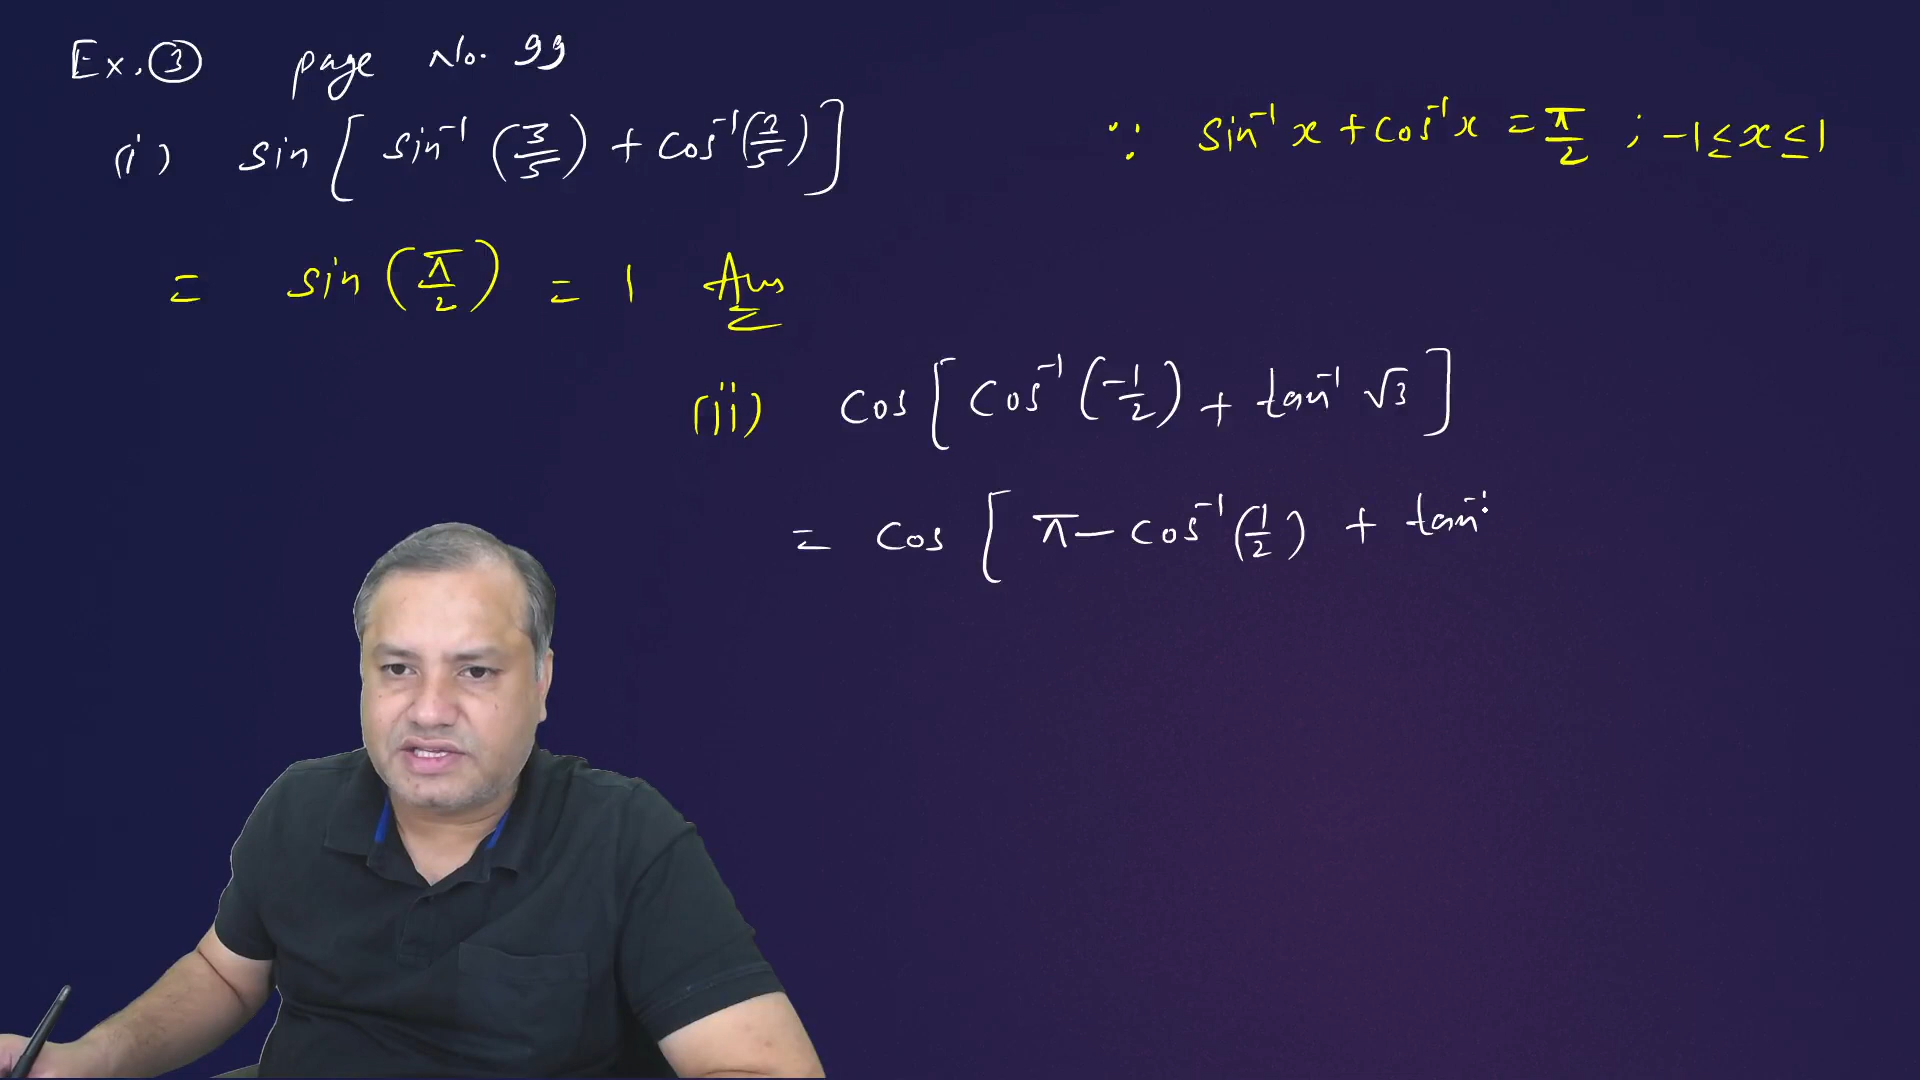 Ex. ③ page No. 99
(i) sin [ sin⁻¹ (3/5) + cos⁻¹ (3/5) ]
∵ sin⁻¹ x + cos⁻¹ x = π/2 ; -1 ≤ x ≤ 1
= sin (π/2) = 1 Ans
(ii) cos [ cos⁻¹ (-1/2) + tan⁻¹ √3 ]
= cos [ π - cos⁻¹ (1/2) + tan⁻¹